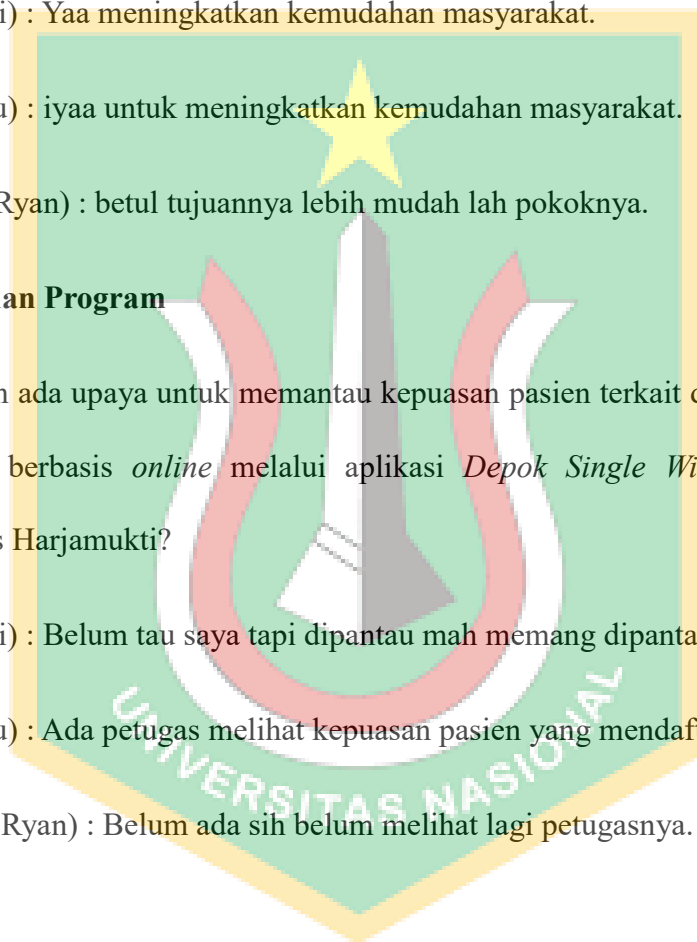 i) : Yaa meningkatkan kemudahan masyarakat.
u) : iyaa untuk meningkatkan kemudahan masyarakat.
Ryan) : betul tujuannya lebih mudah lah pokoknya.
an Program
n ada upaya untuk memantau kepuasan pasien terkait d
berbasis online melalui aplikasi Depok Single Wi
s Harjamukti?
i) : Belum tau saya tapi dipantau mah memang dipanta
u) : Ada petugas melihat kepuasan pasien yang mendaf
Ryan) : Belum ada sih belum melihat lagi petugasnya.
UNIVERSITAS NASIONAL